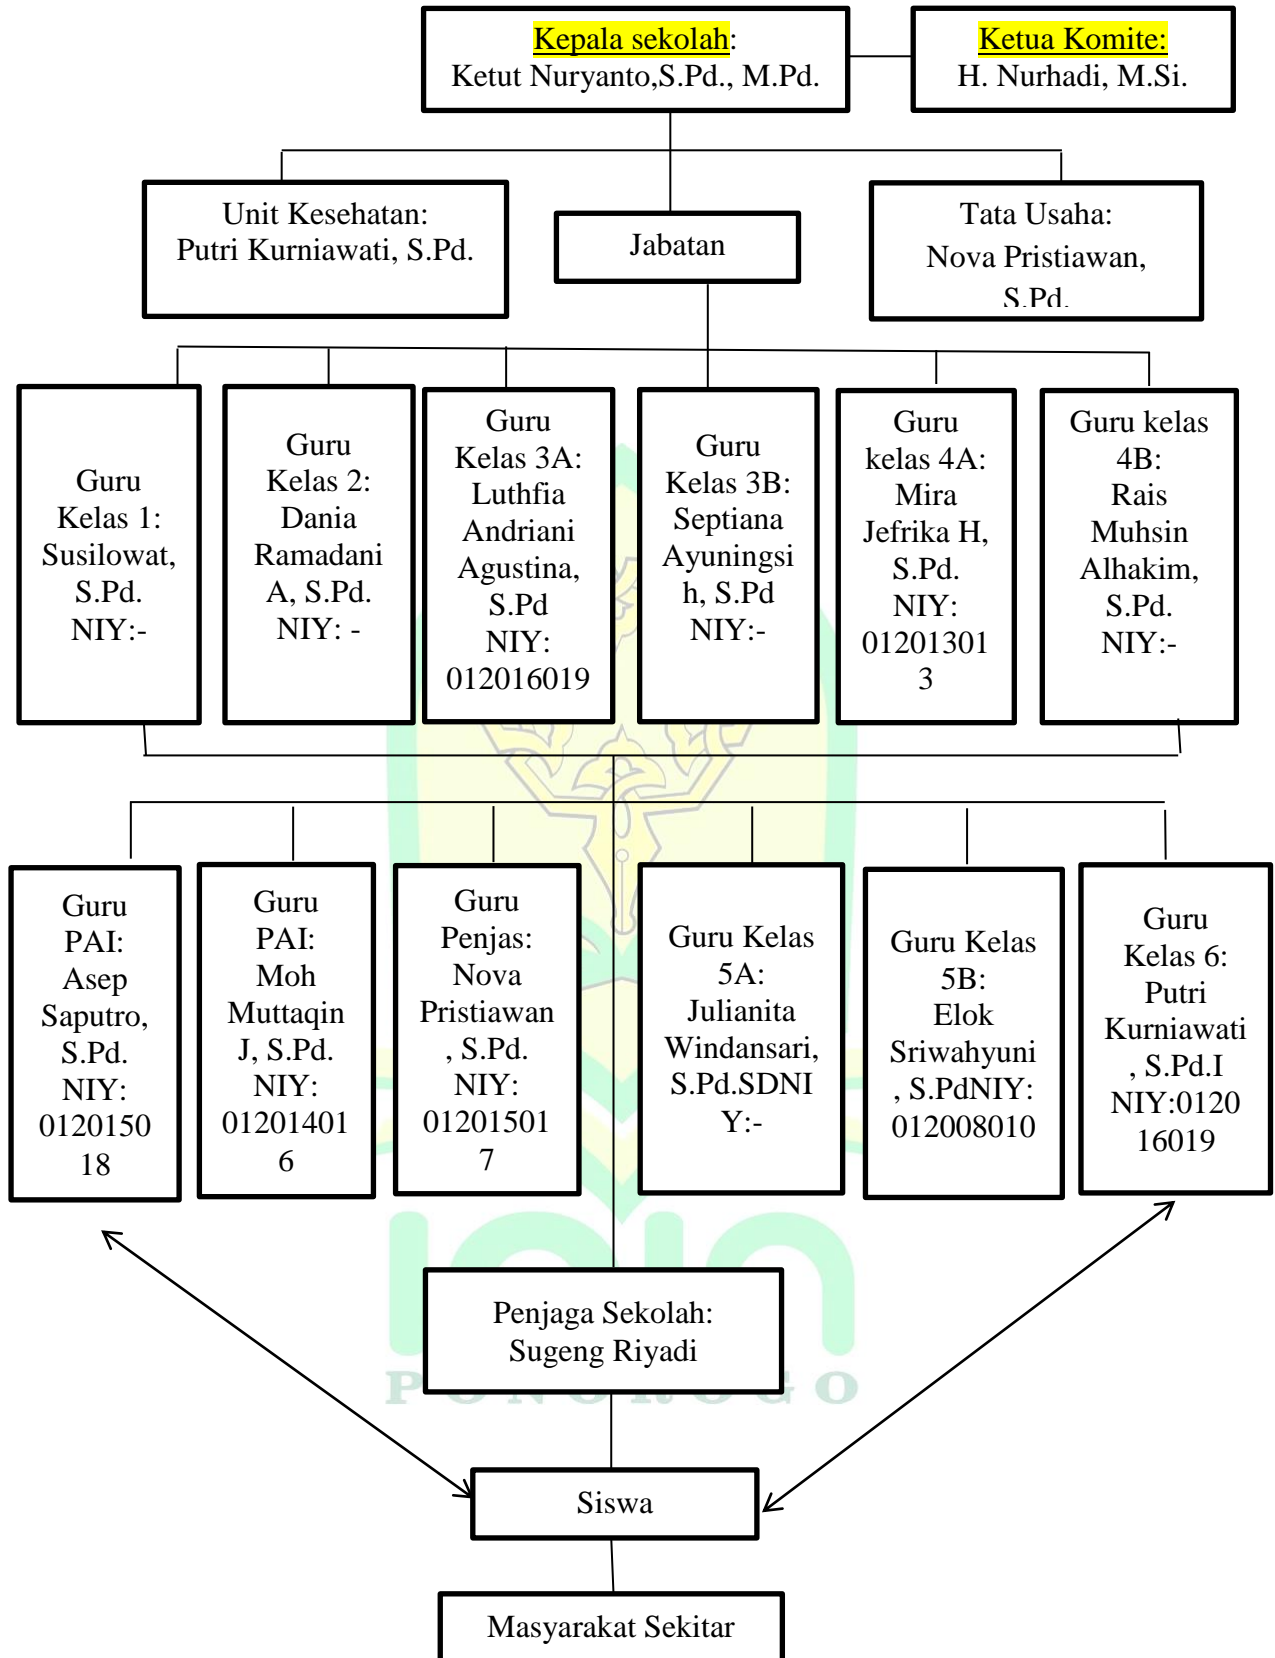 Kepala sekolah:
Ketut Nuryanto,S.Pd., M.Pd.
Ketua Komite:
H. Nurhadi, M.Si.
Unit Kesehatan:
Putri Kurniawati, S.Pd.
Jabatan
Tata Usaha:
Nova Pristiawan,
S.Pd.
Guru
Kelas 1:
Susilowat,
S.Pd.
NIY:-
Guru
Kelas 2:
Dania
Ramadani
A, S.Pd.
NIY: -
Guru
Kelas 3A:
Luthfia
Andriani
Agustina,
S.Pd
NIY:
012016019
Guru
Kelas 3B:
Septiana
Ayuningsi
h, S.Pd
NIY:-
Guru
kelas 4A:
Mira
Jefrika H,
S.Pd.
NIY:
01201301
3
Guru kelas
4B:
Rais
Muhsin
Alhakim,
S.Pd.
NIY:-
Guru
PAI:
Asep
Saputro,
S.Pd.
NIY:
0120150
18
Guru
PAI:
Moh
Muttaqin
J, S.Pd.
NIY:
01201401
6
Guru
Penjas:
Nova
Pristiawan
, S.Pd.
NIY:
01201501
7
Guru Kelas
5A:
Julianita
Windansari,
S.Pd.SDNI
Y:-
Guru Kelas
5B:
Elok
Sriwahyuni
, S.PdNIY:
012008010
Guru
Kelas 6:
Putri
Kurniawati
, S.Pd.I
NIY:0120
16019
Penjaga Sekolah:
Sugeng Riyadi
PONOROGO
Siswa
Masyarakat Sekitar